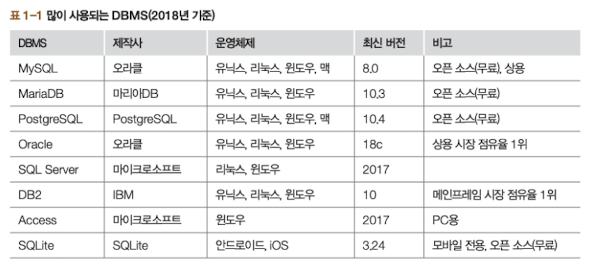 표 1-1 많이 사용되는 DBMS(2018년 기준)
DBMS 제작사 운영체제 최신 버전 비고
MySQL 오라클 유닉스, 리눅스, 윈도우, 맥 8.0 오픈 소스(무료), 상용
MariaDB 마리아DB 유닉스, 리눅스, 윈도우 10.3 오픈 소스(무료)
PostgreSQL PostgreSQL 유닉스, 리눅스, 윈도우, 맥 10.4 오픈 소스(무료)
Oracle 오라클 유닉스, 리눅스, 윈도우 18c 상용 시장 점유율 1위
SQL Server 마이크로소프트 리눅스, 윈도우 2017
DB2 IBM 유닉스, 리눅스, 윈도우 10 메인프레임 시장 점유율 1위
Access 마이크로소프트 윈도우 2017 PC용
SQLite SQLite 안드로이드, iOS 3.24 모바일 전용, 오픈 소스(무료)